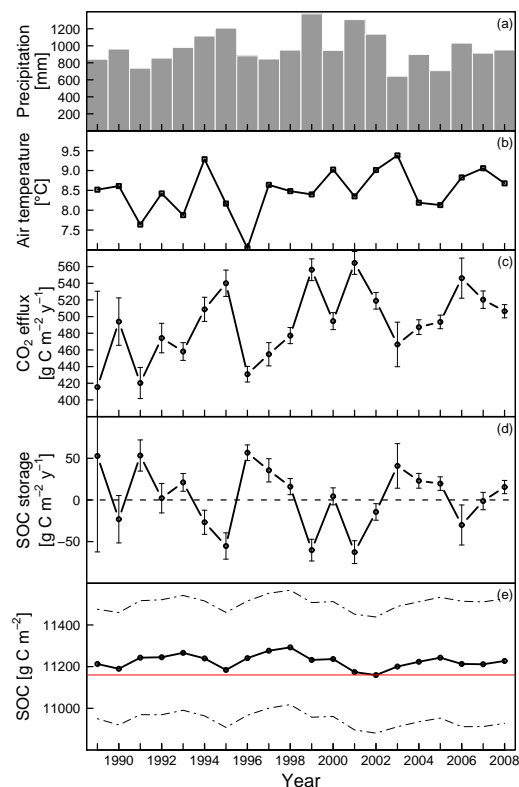 (a)
Precipitation
[mm]
1200
1000
800
600
400
200
(b)
Air temperature
[°C]
9.5
9.0
8.5
8.0
7.5
(c)
CO₂ efflux
[g C m⁻² y⁻¹]
560
540
520
500
480
460
440
420
400
(d)
SOC storage
[g C m⁻² y⁻¹]
50
0
−50
(e)
SOC [g C m⁻²]
11400
11200
11000
1990 1992 1994 1996 1998 2000 2002 2004 2006 2008
Year